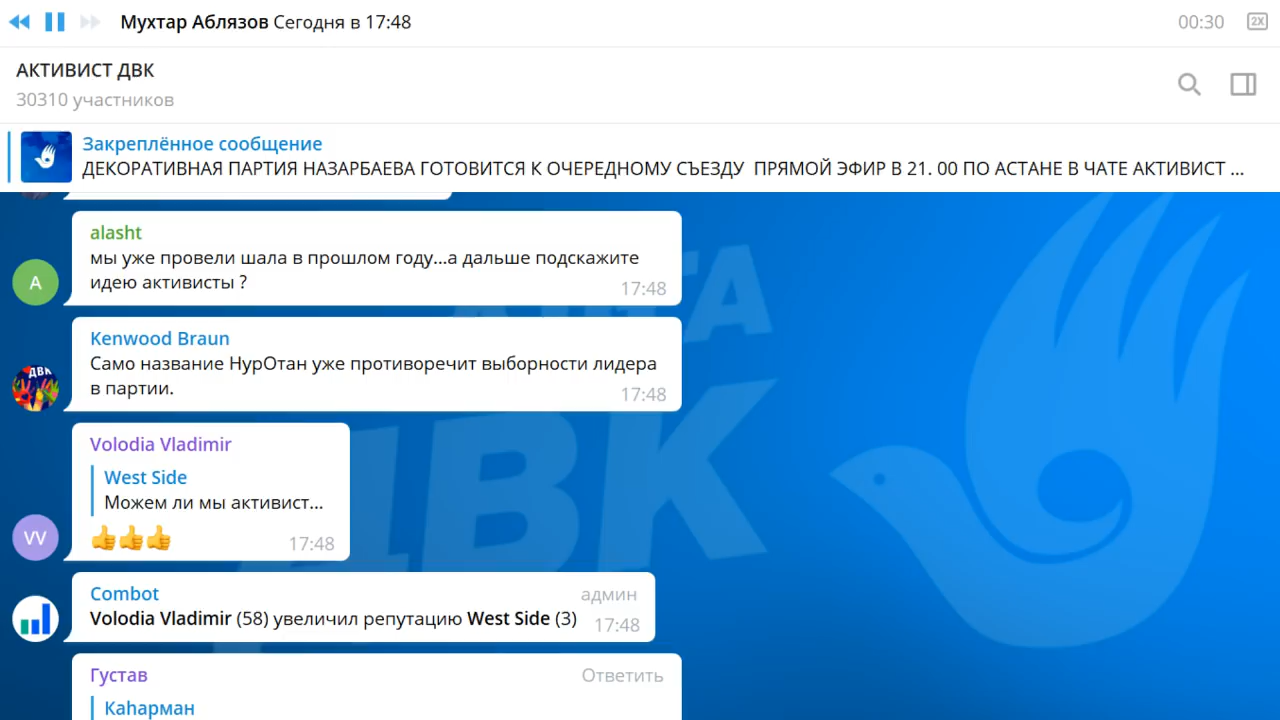 Мухтар Аблязов Сегодня в 17:48
00:30
2X
АКТИВИСТ ДВК
30310 участников
Закреплённое сообщение
ДЕКОРАТИВНАЯ ПАРТИЯ НАЗАРБАЕВА ГОТОВИТСЯ К ОЧЕРЕДНОМУ СЪЕЗДУ ПРЯМОЙ ЭФИР В 21. 00 ПО АСТАНЕ В ЧАТЕ АКТИВИСТ ...
alasht
мы уже провели шала в прошлом году...а дальше подскажите
идею активисты ?
17:48
A
Kenwood Braun
Само название НурОтан уже противоречит выборности лидера
в партии.
17:48
ДВК
Volodia Vladimir
West Side
Можем ли мы активист...
👍👍👍
17:48
VV
Combot
админ
Volodia Vladimir (58) увеличил репутацию West Side (3)
17:48
Густав
Ответить
Каһарман
ДВК